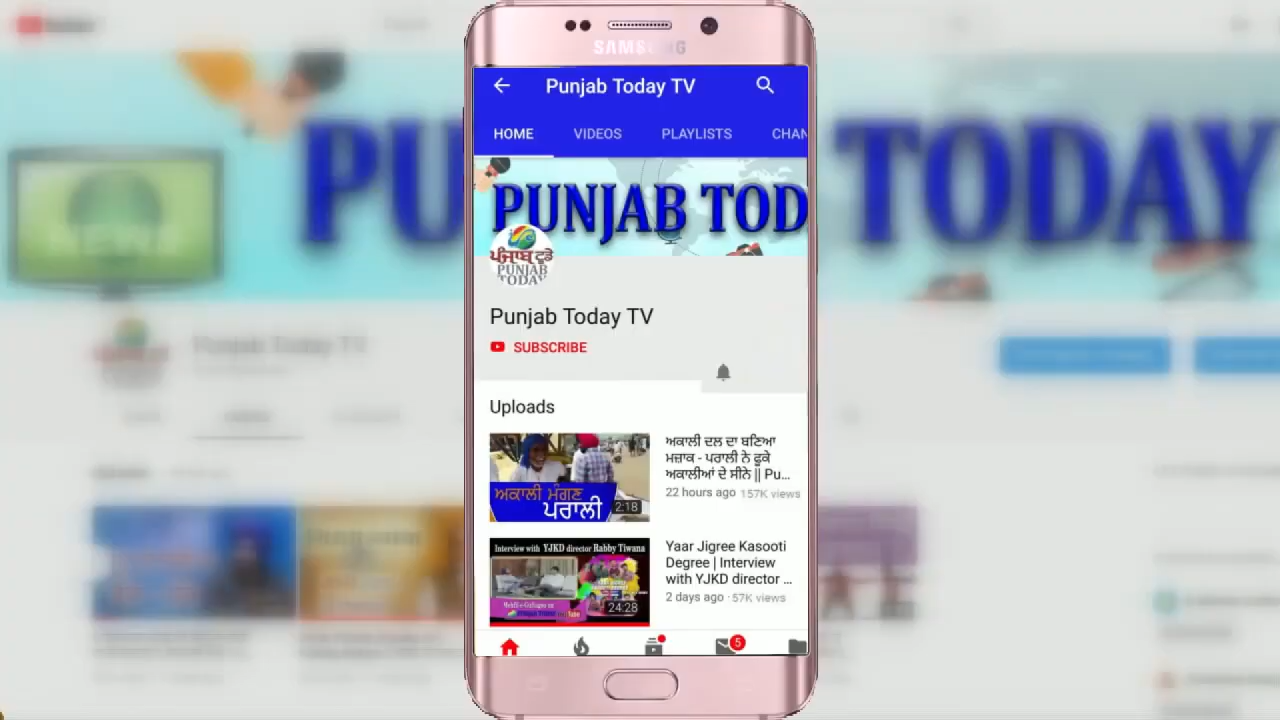 SAMSUNG
Punjab Today TV
HOME VIDEOS PLAYLISTS CHAN
PUNJAB TOD
ਪੰਜਾਬ ਟੂਡੇ
PUNJAB
TODAY
Punjab Today TV
SUBSCRIBE
Uploads
ਅਕਾਲੀ ਮੰਗਣ
ਪਰਾਲੀ
2:18
ਅਕਾਲੀ ਦਲ ਦਾ ਬਣਿਆ
ਮਜ਼ਾਕ - ਪਰਾਲੀ ਨੇ ਫੂਕੇ
ਅਕਾਲੀਆਂ ਦੇ ਸੀਨੇ || Pu...
22 hours ago 157K views
Interview with YJKD director Rabby Tiwana
24:28
Yaar Jigree Kasooti
Degree | Interview
with YJKD director ...
2 days ago · 57K views
5
PU
TODAY
Punjab Today TV